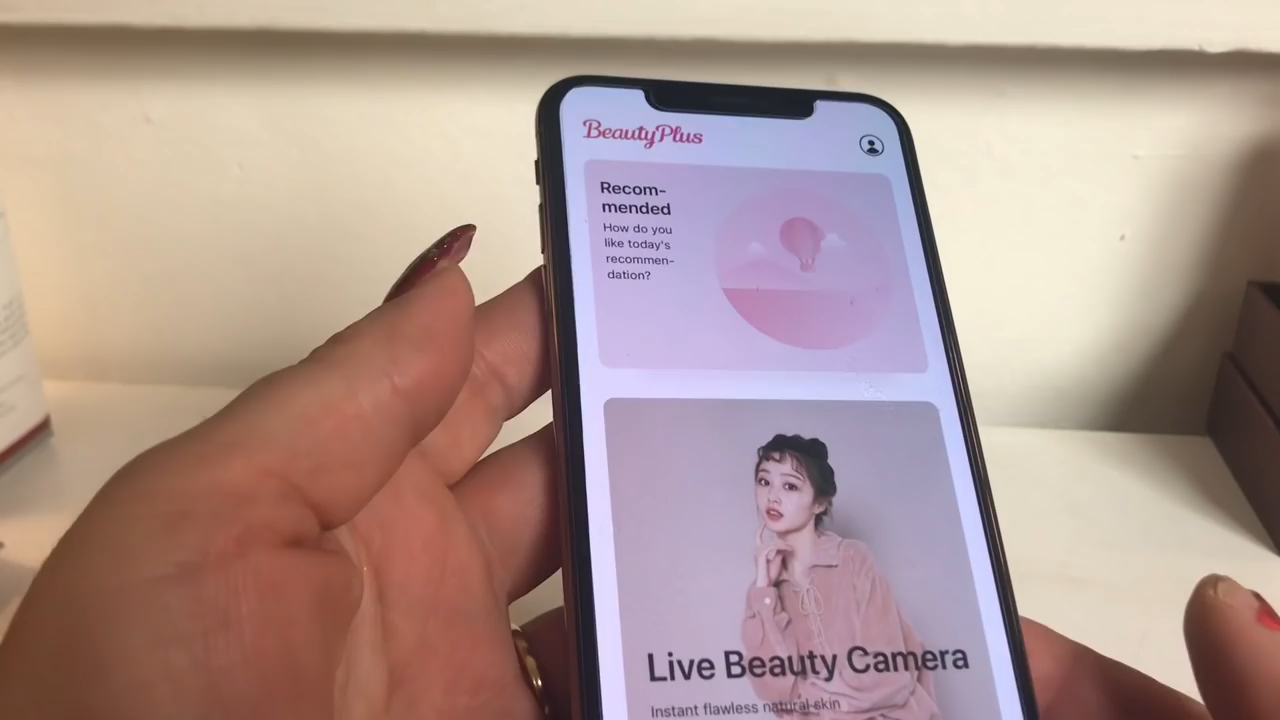 BeautyPlus
Recom-
mended
How do you
like today's
recommen-
dation?
Live Beauty Camera
Instant flawless natural skin